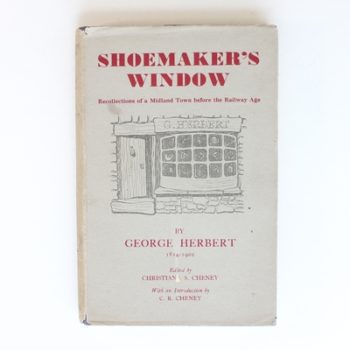 SHOEMAKER'S
WINDOW
Recollections of a Midland Town before the Railway Age
G. HERBERT
BY
GEORGE HERBERT
1814-1902
Edited by
CHRISTIANA S. CHENEY
With an Introduction by
C. R. CHENEY